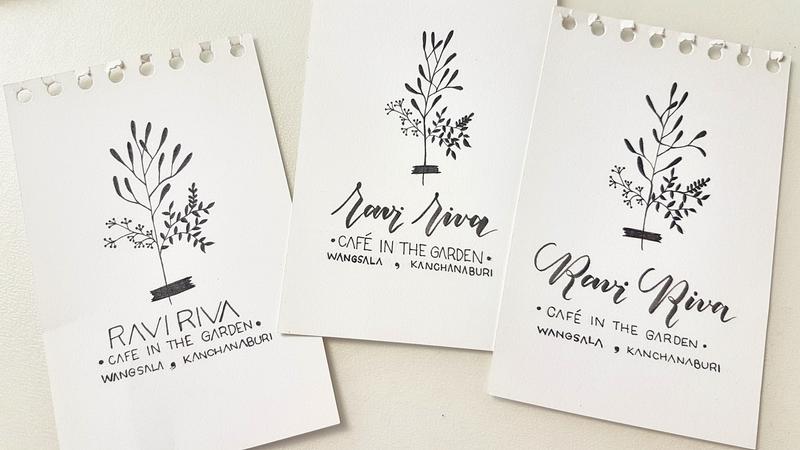 RAVI RIVA
• CAFE IN THE GARDEN •
WANGSALA , KANCHANABURI
ravi riva
• CAFÉ IN THE GARDEN •
WANGSALA , KANCHANABURI
Ravi Riva
• CAFÉ IN THE GARDEN •
WANGSALA , KANCHANABURI